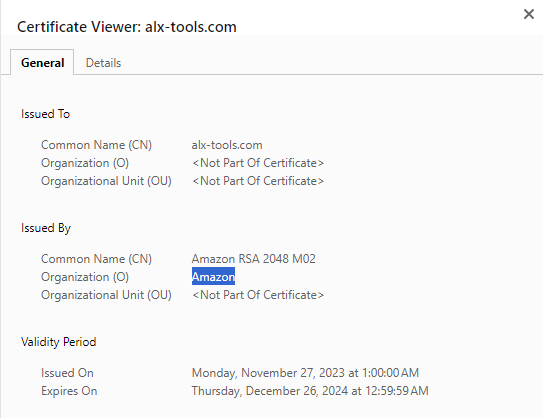 Certificate Viewer: alx-tools.com
General Details
Issued To
Common Name (CN) alx-tools.com
Organization (O) <Not Part Of Certificate>
Organizational Unit (OU) <Not Part Of Certificate>
Issued By
Common Name (CN) Amazon RSA 2048 M02
Organization (O) Amazon
Organizational Unit (OU) <Not Part Of Certificate>
Validity Period
Issued On Monday, November 27, 2023 at 1:00:00 AM
Expires On Thursday, December 26, 2024 at 12:59:59 AM